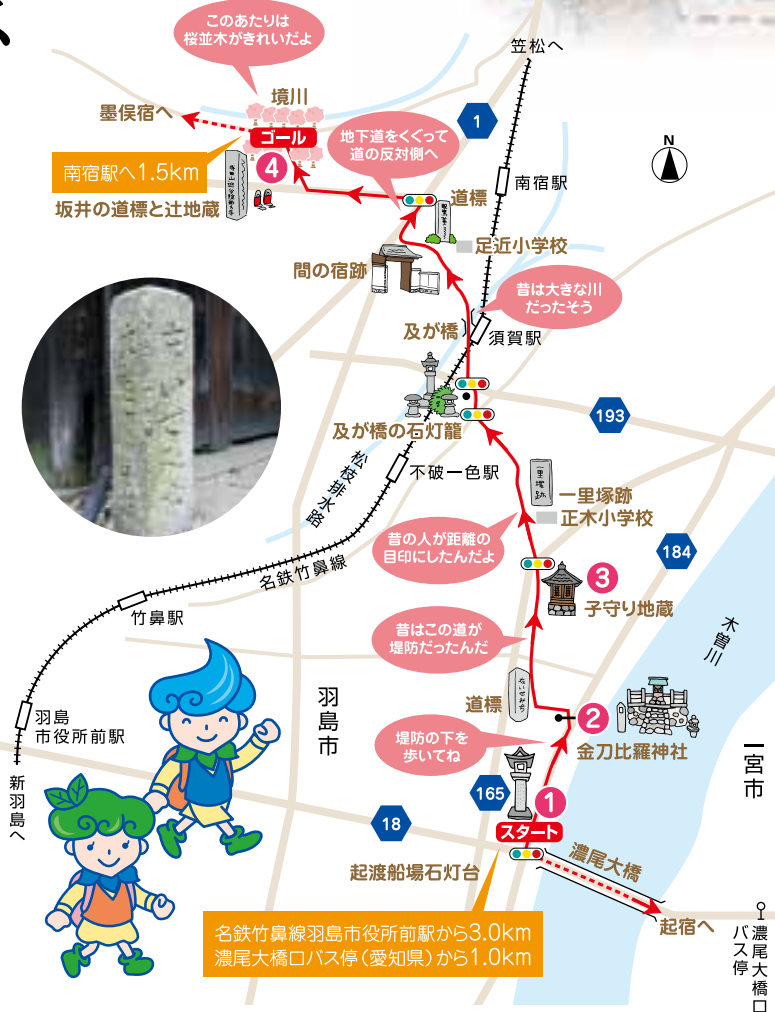 このあたりは
桜並木がきれいだよ
笠松へ
境川
墨俣宿へ
ゴール
地下道をくぐって
道の反対側へ
1
N
4
南宿駅へ1.5km
南宿駅
道標
坂井の道標と辻地蔵
足近小学校
間の宿跡
昔は大きな川
だったそう
及が橋
須賀駅
193
及が橋の石灯籠
松枝排水路
不破一色駅
一里塚跡
一里塚跡
正木小学校
昔の人が距離の
目印にしたんだよ
184
名鉄竹鼻線
3
子守り地蔵
竹鼻駅
昔はこの道が
堤防だったんだ
木曽川
道標
羽島市
2
羽島
市役所前駅
堤防の下を
歩いてね
金刀比羅神社
一宮市
新羽島へ
165
1
18
スタート
起渡船場石灯台
濃尾大橋
起宿へ
名鉄竹鼻線羽島市役所前駅から3.0km
濃尾大橋口バス停（愛知県）から1.0km
濃尾大橋口
バス停